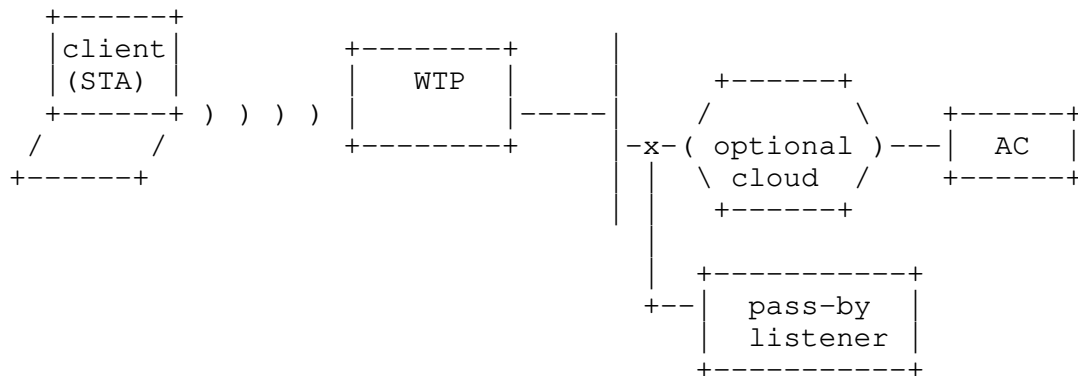 client
(STA)
WTP
) ) ) )
x
( optional )
cloud
AC
pass-by
listener